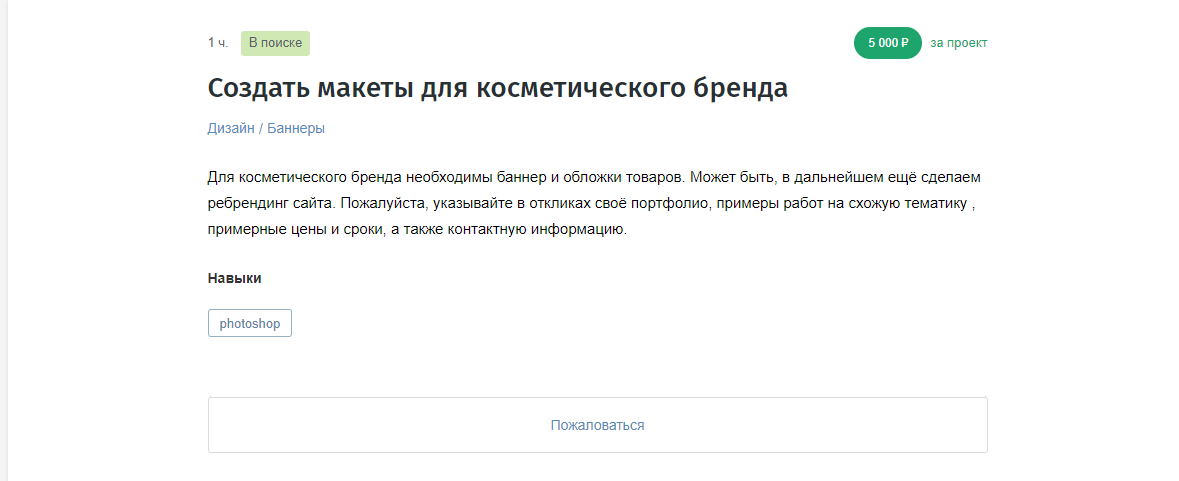 1 ч. В поиске 5 000 ₽ за проект
Создать макеты для косметического бренда
Дизайн / Баннеры
Для косметического бренда необходимы баннер и обложки товаров. Может быть, в дальнейшем ещё сделаем
ребрендинг сайта. Пожалуйста, указывайте в откликах своё портфолио, примеры работ на схожую тематику ,
примерные цены и сроки, а также контактную информацию.
Навыки
photoshop
Пожаловаться